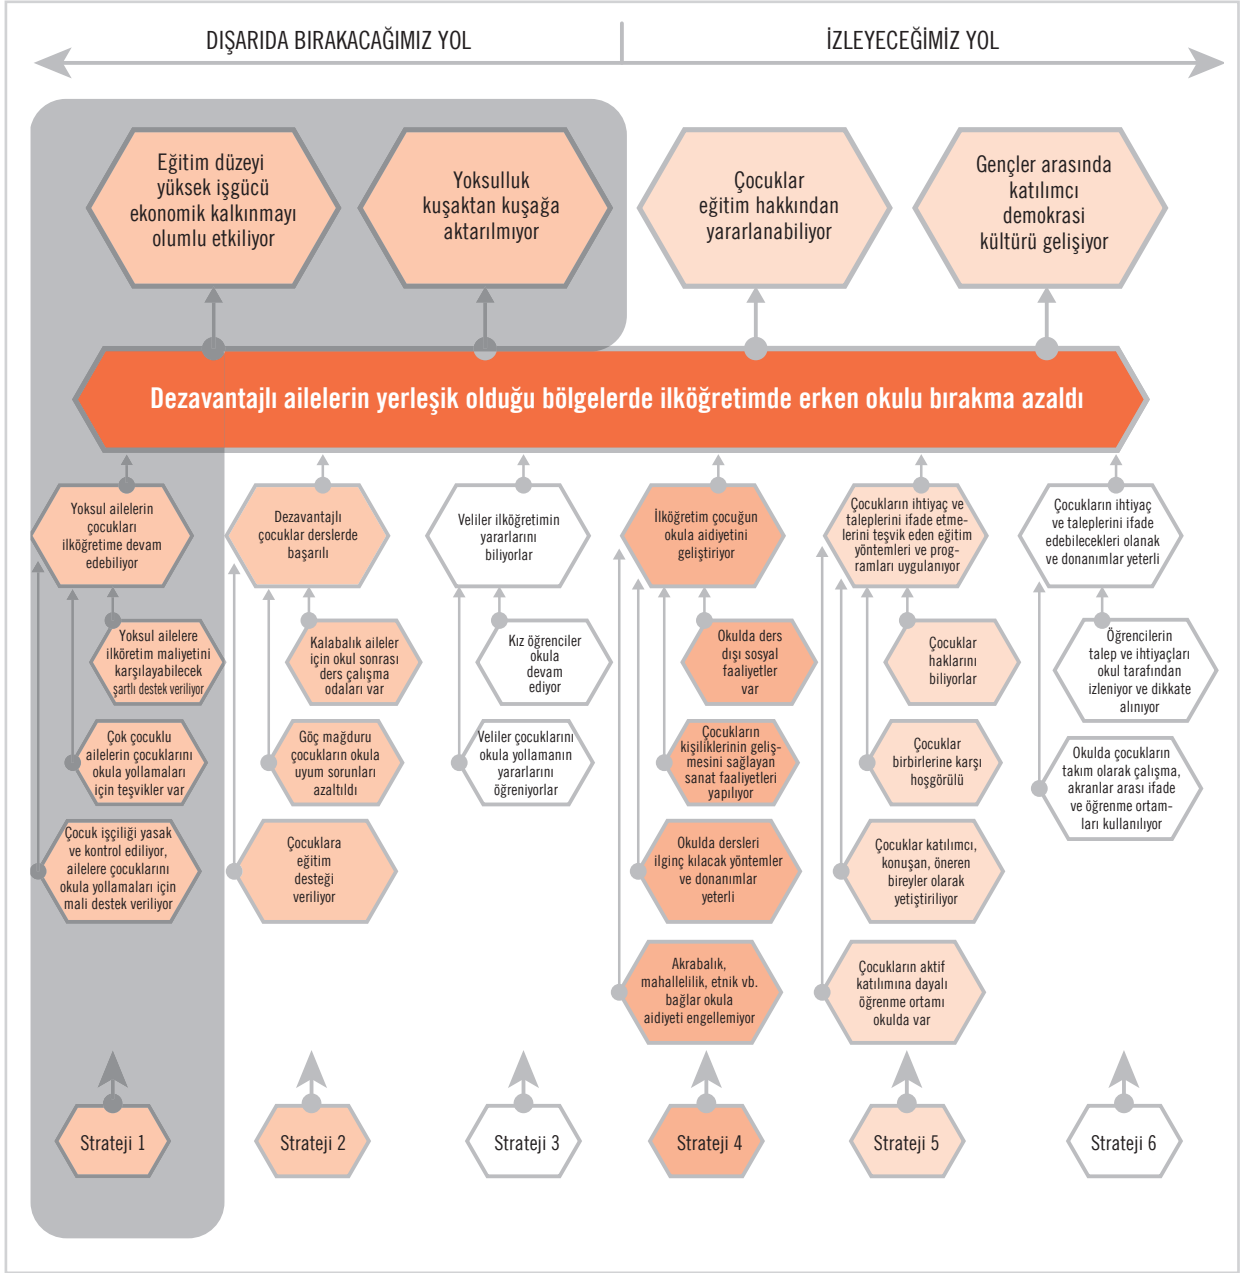 DIŞARIDA BIRAKACAĞIMIZ YOL
İZLEYECEĞİMİZ YOL
Eğitim düzeyi
yüksek işgücü
ekonomik kalkınmayı
olumlu etkiliyor
Yoksulluk
kuşaktan kuşağa
aktarılmıyor
Çocuklar
eğitim hakkından
yararlanabiliyor
Gençler arasında
katılımcı
demokrasi
kültürü gelişiyor
Dezavantajlı ailelerin yerleşik olduğu bölgelerde ilköğretimde erken okulu bırakma azaldı
Yoksul ailelerin
çocukları
ilköğretime devam
edebiliyor
Yoksul ailelere
ilköretim maliyetini
karşılayabilecek
şartlı destek veriliyor
Çok çocuklu
ailelerin çocuklarını
okula yollamaları
için teşvikler var
Çocuk işçiliği yasak
ve kontrol ediliyor,
ailelere çocuklarını
okula yollamaları için
mali destek veriliyor
Strateji 1
Dezavantajlı
çocuklar derslerde
başarılı
Kalabalık aileler
için okul sonrası
ders çalışma
odaları var
Göç mağduru
çocukların okula
uyum sorunları
azaltıldı
Çocuklara
eğitim
desteği
veriliyor
Strateji 2
Veliler ilköğretimin
yararlarını
biliyorlar
Kız öğrenciler
okula
devam
ediyor
Veliler çocuklarını
okula yollamanın
yararlarını
öğreniyorlar
Strateji 3
İlköğretim çocuğun
okula aidiyetini
geliştiriyor
Okulda ders
dışı sosyal
faaliyetler
var
Çocukların
kişiliklerinin geliş-
mesini sağlayan
sanat faaliyetleri
yapılıyor
Okulda dersleri
ilginç kılacak yöntemler
ve donanımlar
yeterli
Akrabalık,
mahallelilik, etnik vb.
bağlar okula
aidiyeti engellemiyor
Strateji 4
Çocukların ihtiyaç ve
taleplerini ifade etme-
lerini teşvik eden eğitim
yöntemleri ve prog-
ramları uygulanıyor
Çocuklar
haklarını
biliyorlar
Çocuklar
birbirlerine karşı
hoşgörülü
Çocuklar katılımcı,
konuşan, öneren
bireyler olarak
yetiştiriliyor
Çocukların aktif
katılımına dayalı
öğrenme ortamı
okulda var
Strateji 5
Çocukların ihtiyaç
ve taleplerini ifade
edebilecekleri olanak
ve donanımlar yeterli
Öğrencilerin
talep ve ihtiyaçları
okul tarafından
izleniyor ve dikkate
alınıyor
Okulda çocukların
takım olarak çalışma,
akranlar arası ifade
ve öğrenme ortam-
ları kullanılıyor
Strateji 6